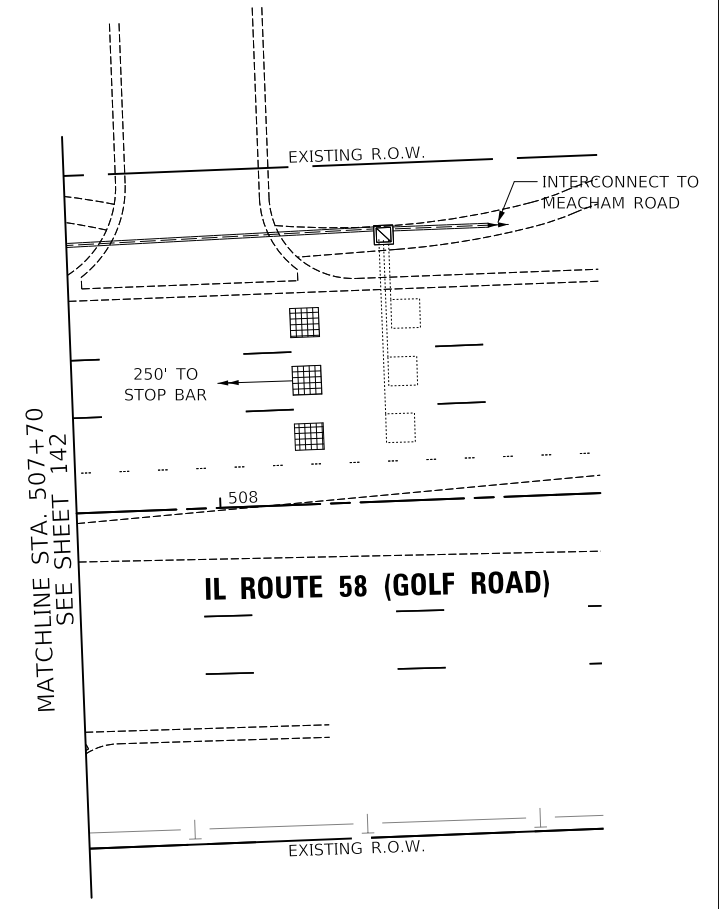 EXISTING R.O.W.
INTERCONNECT TO
MEACHAM ROAD
250' TO
STOP BAR
MATCHLINE STA. 507+70
SEE SHEET 142
508
IL ROUTE 58 (GOLF ROAD)
EXISTING R.O.W.